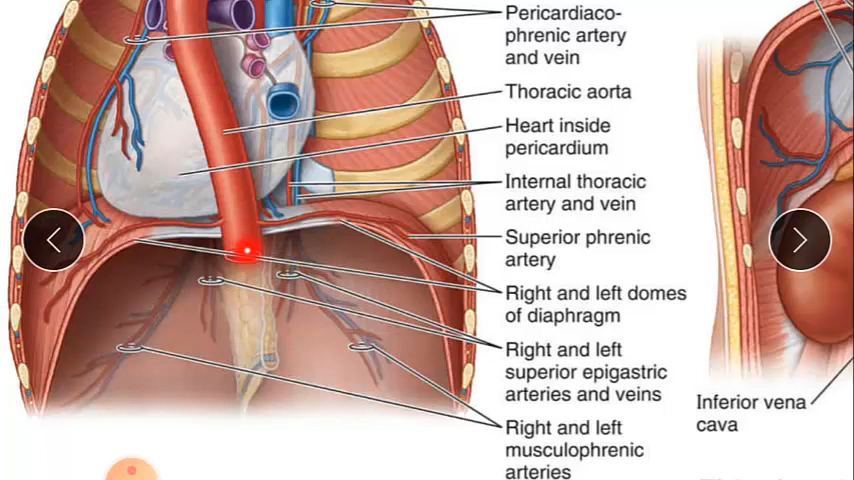 Pericardiaco-
phrenic artery
and vein
Thoracic aorta
Heart inside
pericardium
Internal thoracic
artery and vein
Superior phrenic
artery
Right and left domes
of diaphragm
Right and left
superior epigastric
arteries and veins
Right and left
musculophrenic
arteries
Inferior vena
cava